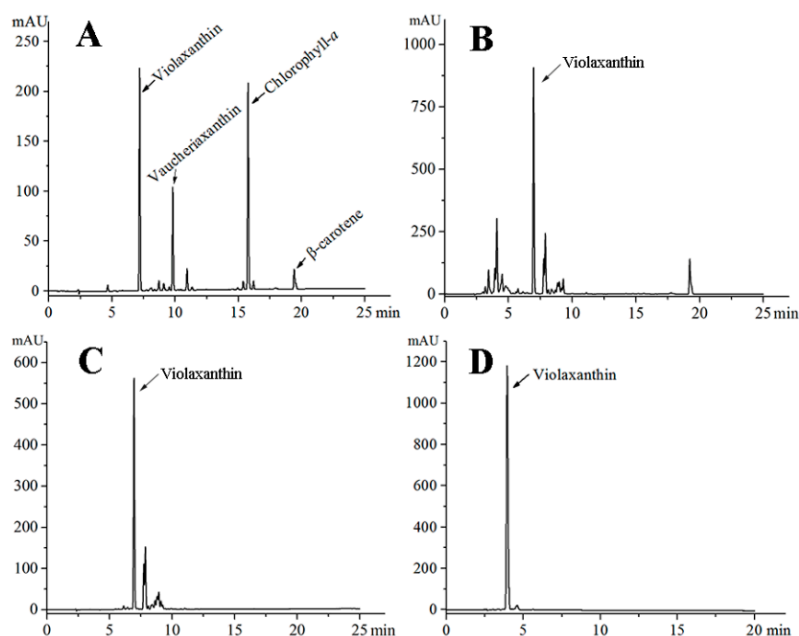 mAU
A
250
200
150
100
50
0
Violaxanthin
Vaucheriaxanthin
Chlorophyll-a
β-carotene
0 5 10 15 20 25 min
mAU
B
1000
750
500
250
0
Violaxanthin
0 5 10 15 20 25 min
mAU
C
600
500
400
300
200
100
0
Violaxanthin
0 5 10 15 20 25 min
mAU
D
1200
1000
800
600
400
200
0
Violaxanthin
0 5 10 15 20 min